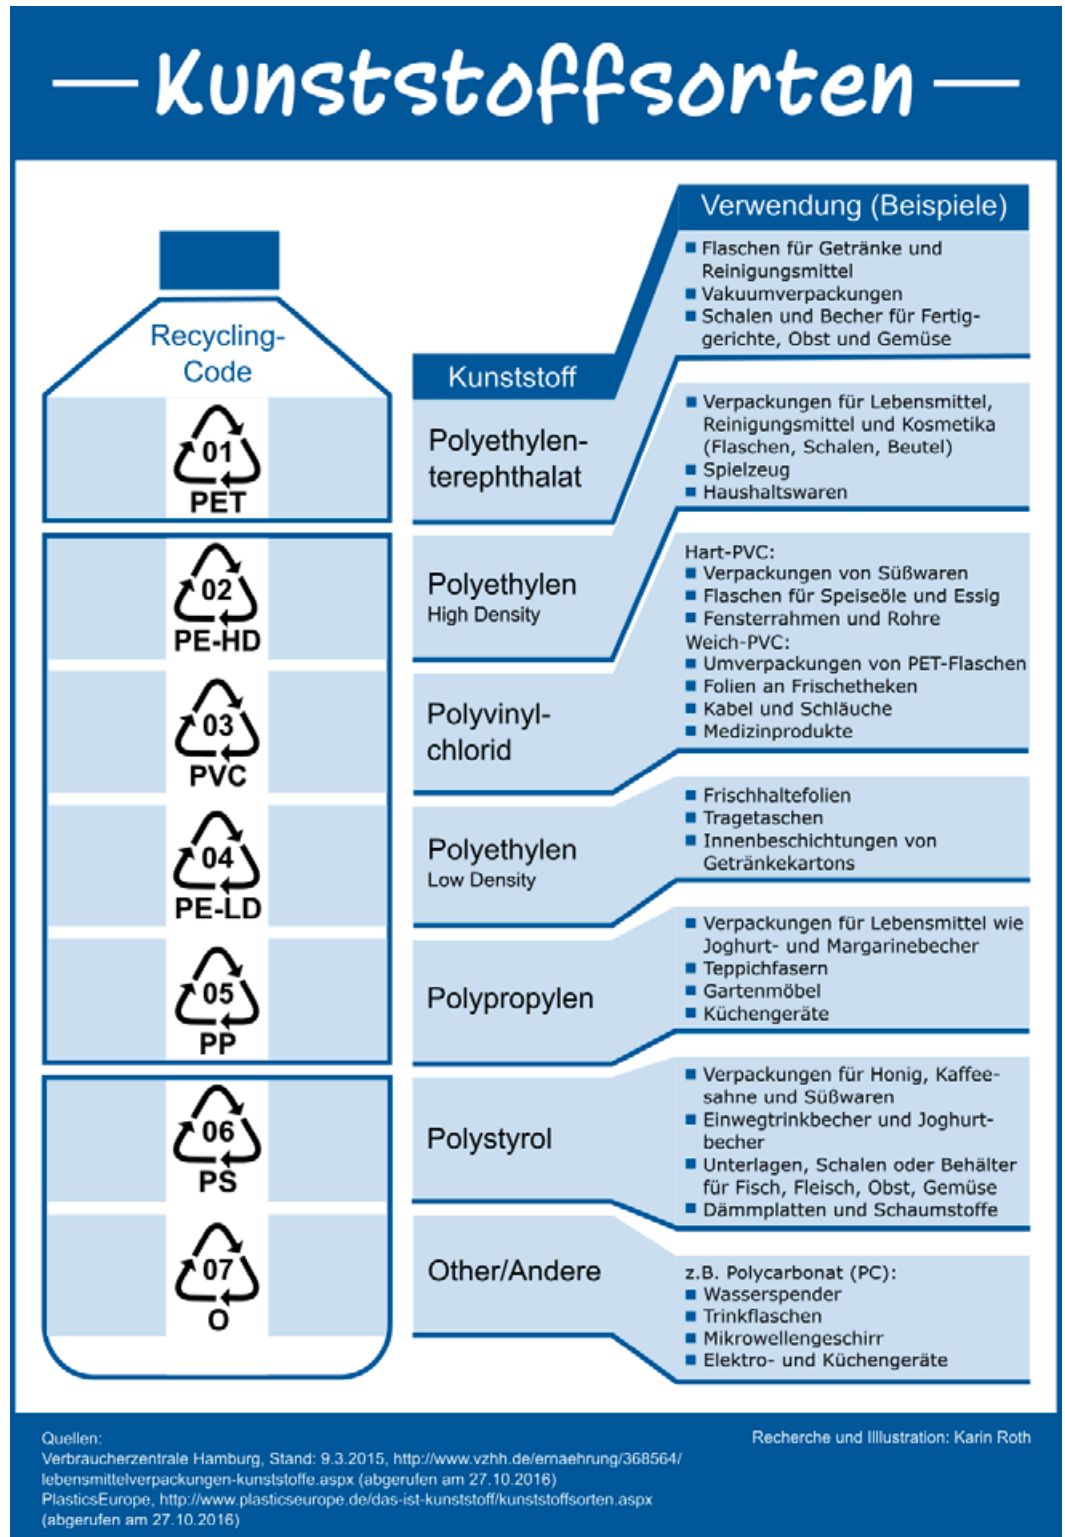 Kunststoffsorten
Recycling-
Code
Kunststoff
Verwendung (Beispiele)
01
PET
Polyethylen-
terephthalat
Flaschen für Getränke und
Reinigungsmittel
Vakuumverpackungen
Schalen und Becher für Fertig-
gerichte, Obst und Gemüse
02
PE-HD
Polyethylen
High Density
Verpackungen für Lebensmittel,
Reinigungsmittel und Kosmetika
(Flaschen, Schalen, Beutel)
Spielzeug
Haushaltswaren
03
PVC
Polyvinyl-
chlorid
Hart-PVC:
Verpackungen von Süßwaren
Flaschen für Speiseöle und Essig
Fensterrahmen und Rohre
Weich-PVC:
Umverpackungen von PET-Flaschen
Folien an Frischetheken
Kabel und Schläuche
Medizinprodukte
04
PE-LD
Polyethylen
Low Density
Frischhaltefolien
Tragetaschen
Innenbeschichtungen von
Getränkekartons
05
PP
Polypropylen
Verpackungen für Lebensmittel wie
Joghurt- und Margarinebecher
Teppichfasern
Gartenmöbel
Küchengeräte
06
PS
Polystyrol
Verpackungen für Honig, Kaffee-
sahne und Süßwaren
Einwegtrinkbecher und Joghurt-
becher
Unterlagen, Schalen oder Behälter
für Fisch, Fleisch, Obst, Gemüse
Dämmplatten und Schaumstoffe
07
O
Other/Andere
z.B. Polycarbonat (PC):
Wasserspender
Trinkflaschen
Mikrowellengeschirr
Elektro- und Küchengeräte
Quellen:
Verbraucherzentrale Hamburg, Stand: 9.3.2015, http://www.vzhh.de/ernaehrung/368564/
lebensmittelverpackungen-kunststoffe.aspx (abgerufen am 27.10.2016)
PlasticsEurope, http://www.plasticseurope.de/das-ist-kunststoff/kunststoffsorten.aspx
(abgerufen am 27.10.2016)
Recherche und Illlustration: Karin Roth